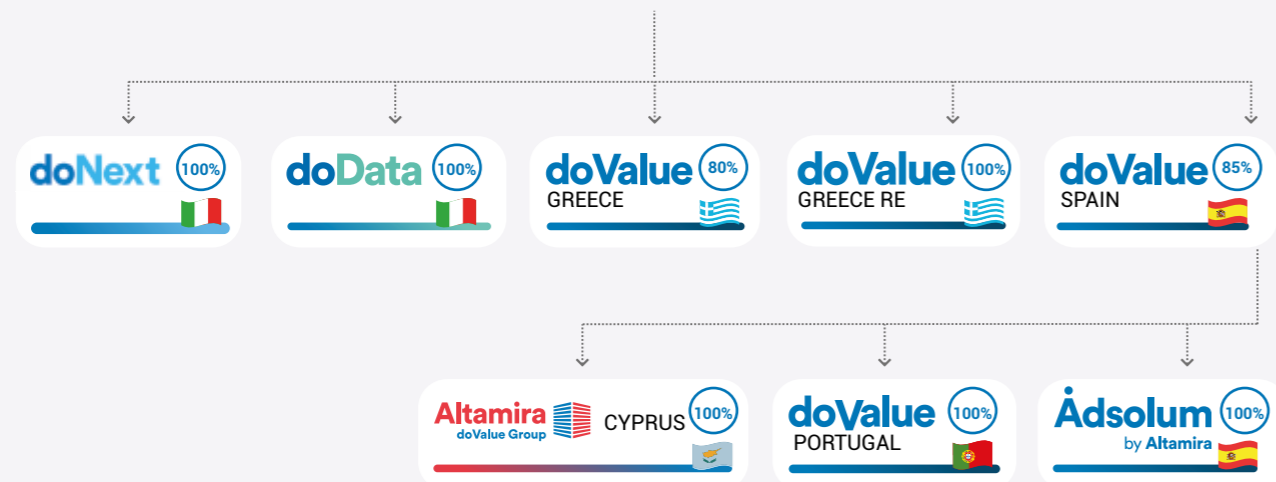 doNext 100%
doData 100%
doValue 80%
GREECE
doValue 100%
GREECE RE
doValue 85%
SPAIN
Altamira
doValue Group
CYPRUS 100%
doValue 100%
PORTUGAL
Àdsolum 100%
by Altamira